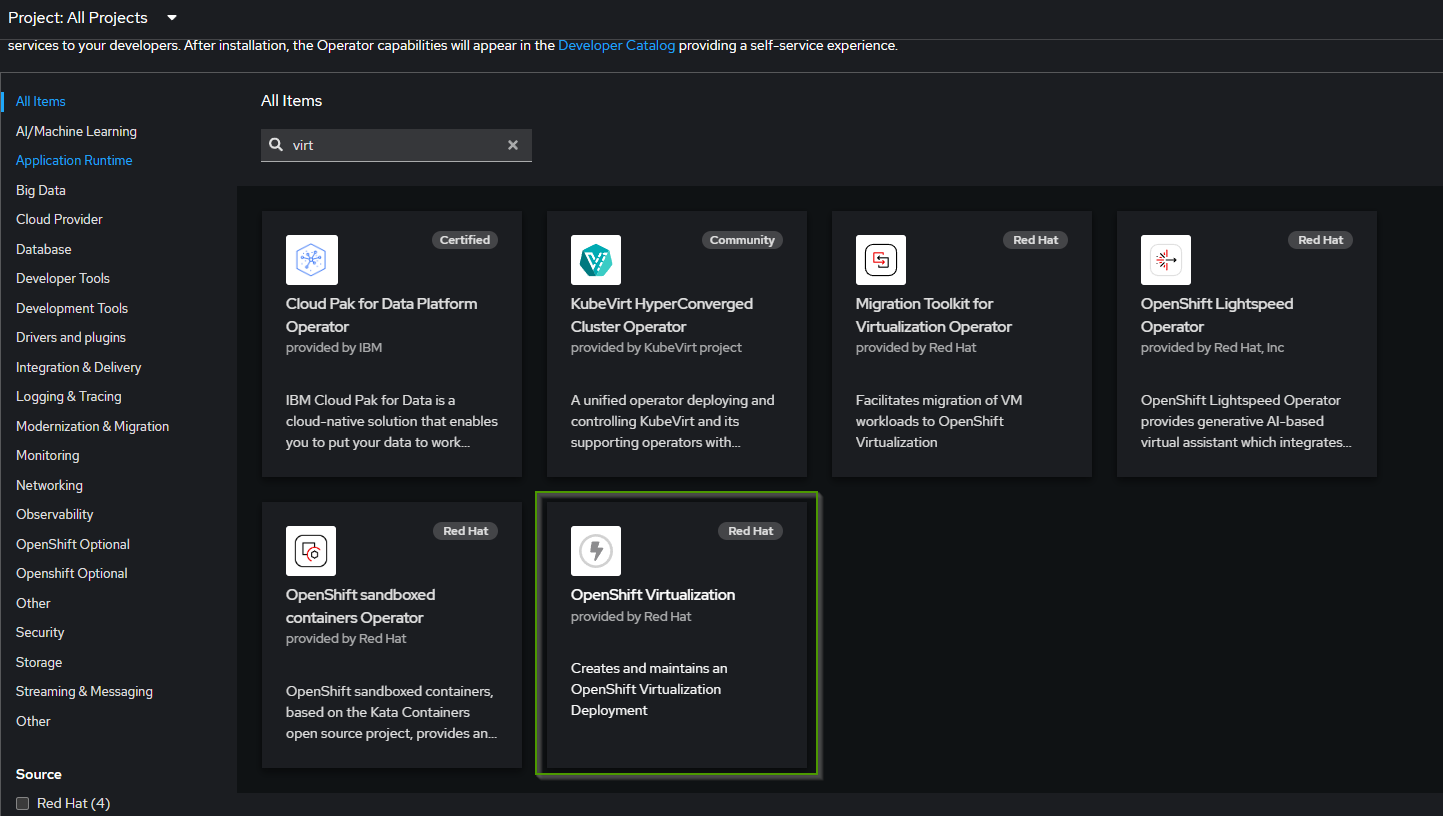 Project: All Projects
services to your developers. After installation, the Operator capabilities will appear in the Developer Catalog providing a self-service experience.
All Items
AI/Machine Learning
Application Runtime
Big Data
Cloud Provider
Database
Developer Tools
Development Tools
Drivers and plugins
Integration & Delivery
Logging & Tracing
Modernization & Migration
Monitoring
Networking
Observability
OpenShift Optional
Openshift Optional
Other
Security
Storage
Streaming & Messaging
Other
Source
Red Hat (4)
All Items
virt
Certified
Cloud Pak for Data Platform
Operator
provided by IBM
IBM Cloud Pak for Data is a
cloud-native solution that enables
you to put your data to work...
Community
KubeVirt HyperConverged
Cluster Operator
provided by KubeVirt project
A unified operator deploying and
controlling KubeVirt and its
supporting operators with...
Red Hat
Migration Toolkit for
Virtualization Operator
provided by Red Hat
Facilitates migration of VM
workloads to OpenShift
Virtualization
Red Hat
OpenShift Lightspeed
Operator
provided by Red Hat, Inc
OpenShift Lightspeed Operator
provides generative AI-based
virtual assistant which integrates...
Red Hat
OpenShift sandboxed
containers Operator
provided by Red Hat
OpenShift sandboxed containers,
based on the Kata Containers
open source project, provides an...
Red Hat
OpenShift Virtualization
provided by Red Hat
Creates and maintains an
OpenShift Virtualization
Deployment